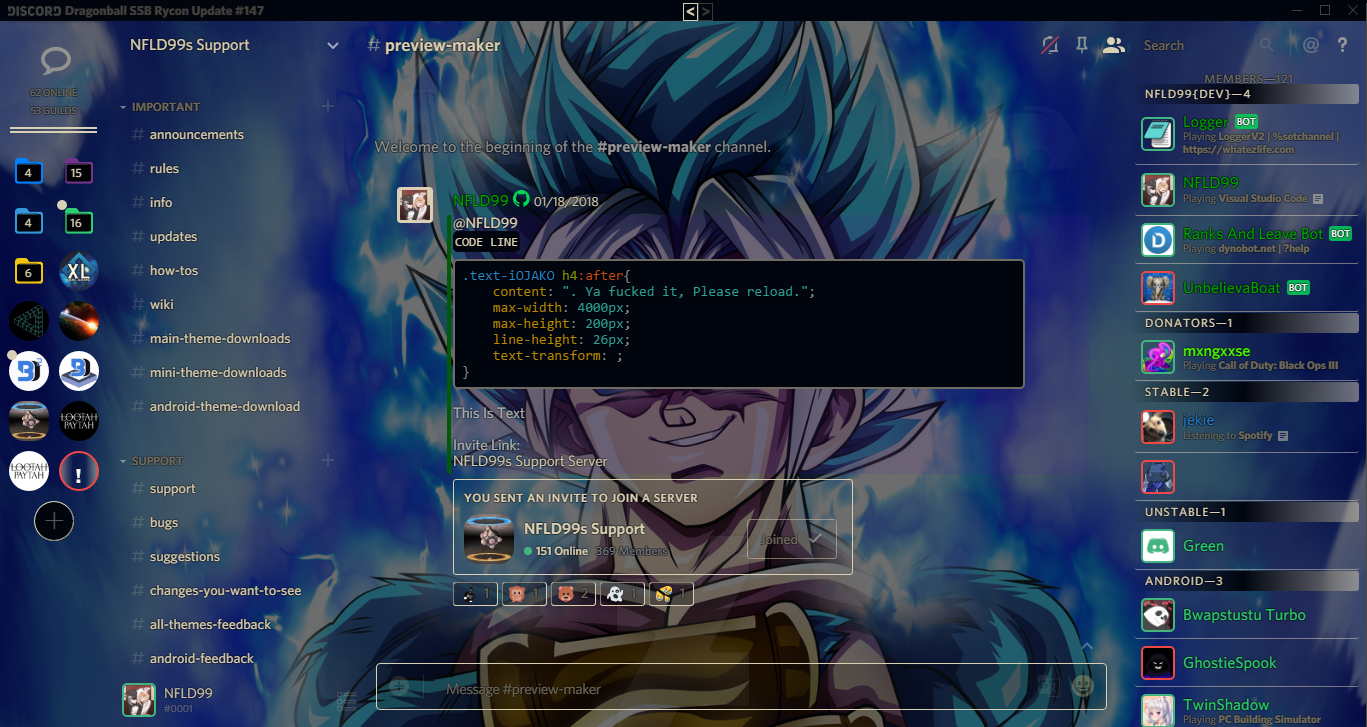 DISCORD Dragonball SSB Rycon Update #147
< >
NFLD99s Support
# preview-maker
Search
@ ?
62 ONLINE
53 GUILDS
4
15
4
16
6
XL
LOOTAH
PAYTAH
LOOTAH
PAYTAH
!
IMPORTANT
# announcements
# rules
# info
# updates
# how-tos
# wiki
# main-theme-downloads
# mini-theme-downloads
# android-theme-download
SUPPORT
# support
# bugs
# suggestions
# changes-you-want-to-see
# all-themes-feedback
# android-feedback
NFLD99
#0001
Welcome to the beginning of the #preview-maker channel.
NFLD99 01/18/2018
@NFLD99
CODE LINE
.text-iOJAKO h4:after{
content: ". Ya fucked it, Please reload.";
max-width: 4000px;
max-height: 200px;
line-height: 26px;
text-transform: ;
}
This Is Text
Invite Link:
NFLD99s Support Server
YOU SENT AN INVITE TO JOIN A SERVER
NFLD99s Support
151 Online 369 Members
Joined
1 1 2 1 1
Message #preview-maker
MEMBERS—121
NFLD99{DEV}—4
Logger BOT
Playing LoggerV2 | %setchannel |
https://whatezlife.com
NFLD99
Playing Visual Studio Code
Ranks And Leave Bot BOT
Playing dynobot.net | ?help
UnbelievaBoat BOT
DONATORS—1
mxngxxse
Playing Call of Duty: Black Ops III
STABLE—2
jekie
Listening to Spotify
UNSTABLE—1
Green
ANDROID—3
Bwapstustu Turbo
GhostieSpook
TwinShadow
Playing PC Building Simulator